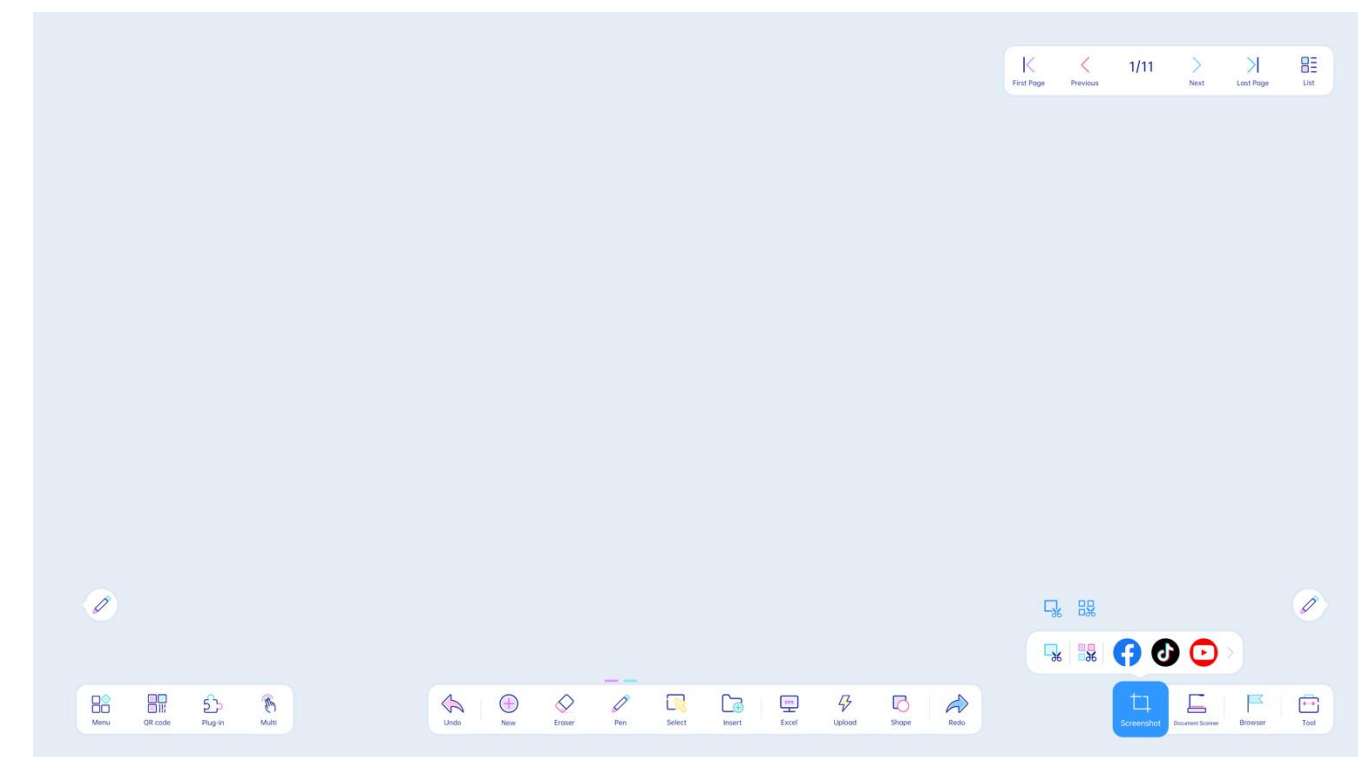 1/11
First Page Previous Next Last Page List
Menu QR code Plug-in Multi Undo New Eraser Pen Select Insert Excel Upload Shape Redo Screenshot Document Scanner Browser Tool